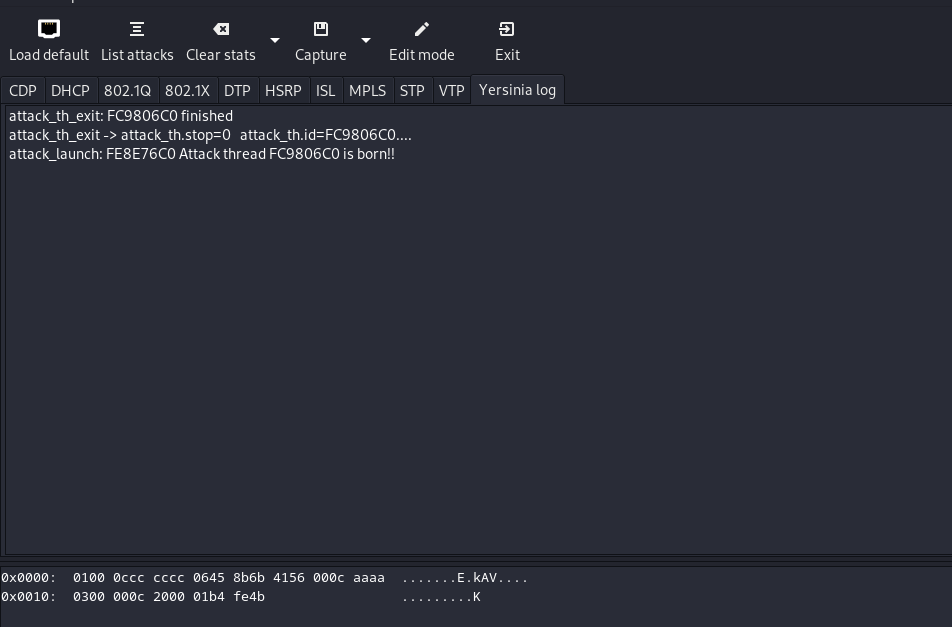 Load default List attacks Clear stats Capture Edit mode Exit
CDP DHCP 802.1Q 802.1X DTP HSRP ISL MPLS STP VTP Yersinia log
attack_th_exit: FC9806C0 finished
attack_th_exit -> attack_th.stop=0 attack_th.id=FC9806C0....
attack_launch: FE8E76C0 Attack thread FC9806C0 is born!!
0x0000: 0100 0ccc cccc 0645 8b6b 4156 000c aaaa .......E.kAV....
0x0010: 0300 000c 2000 01b4 fe4b .........K